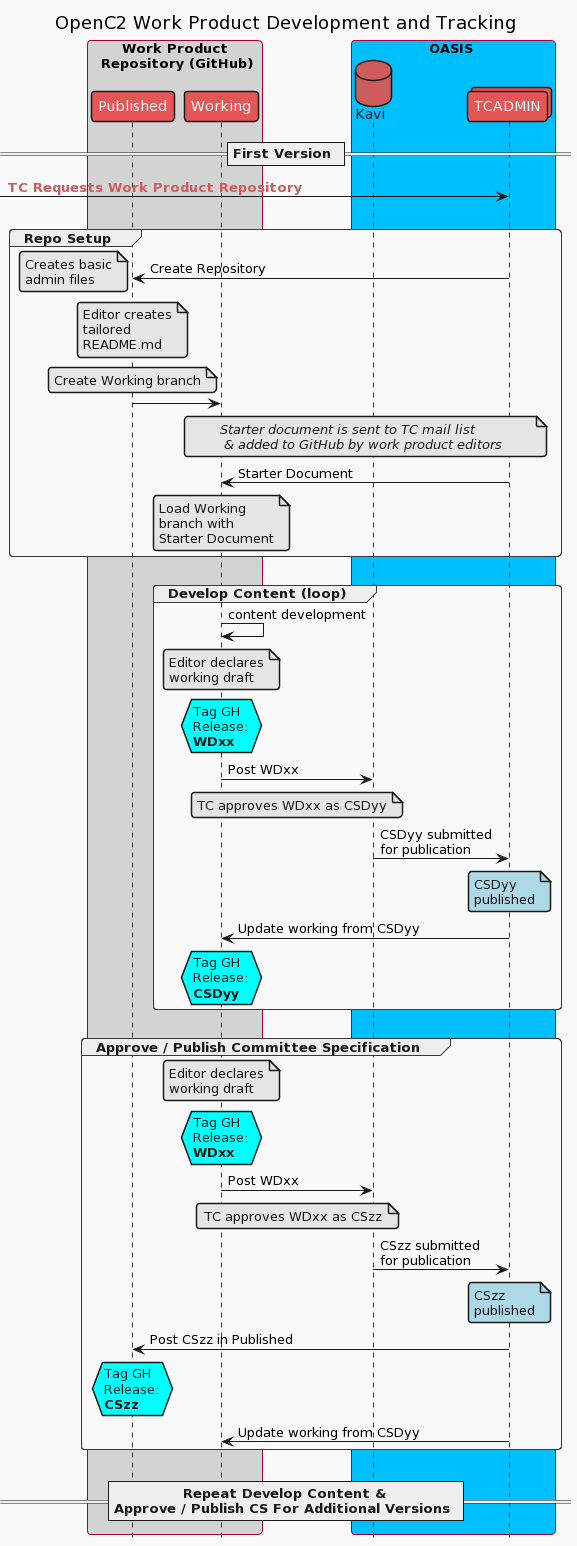 OpenC2 Work Product Development and Tracking
Work Product
Repository (GitHub)
OASIS
Published
Working
Kavi
TCADMIN
First Version
TC Requests Work Product Repository
Repo Setup
Creates basic
admin files
Create Repository
Editor creates
tailored
README.md
Create Working branch
Starter document is sent to TC mail list
& added to GitHub by work product editors
Starter Document
Load Working
branch with
Starter Document
Develop Content (loop)
content development
Editor declares
working draft
Tag GH
Release:
WDxx
Post WDxx
TC approves WDxx as CSDyy
CSDyy submitted
for publication
CSDyy
published
Update working from CSDyy
Tag GH
Release:
CSDyy
Approve / Publish Committee Specification
Editor declares
working draft
Tag GH
Release:
WDxx
Post WDxx
TC approves WDxx as CSzz
CSzz submitted
for publication
CSzz
published
Post CSzz in Published
Tag GH
Release:
CSzz
Update working from CSDyy
Repeat Develop Content &
Approve / Publish CS For Additional Versions